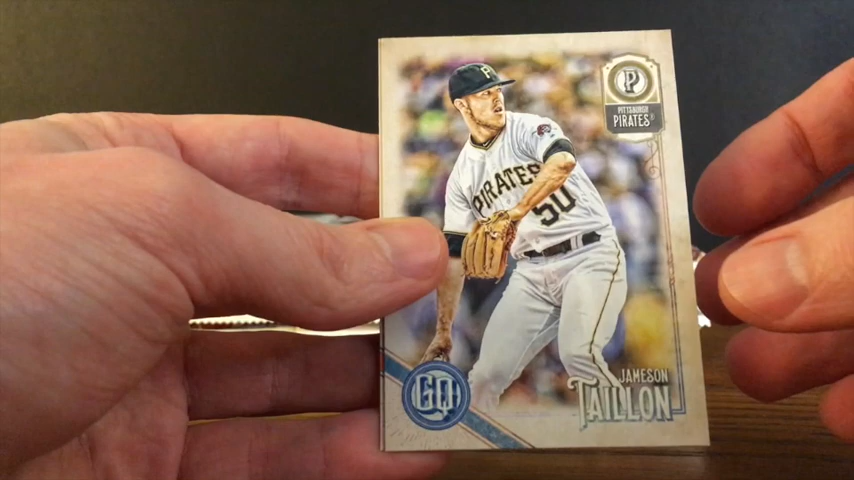 P
P
PITTSBURGH
PIRATES®
PIRATES
50
JAMESON
TAILLON
GQ